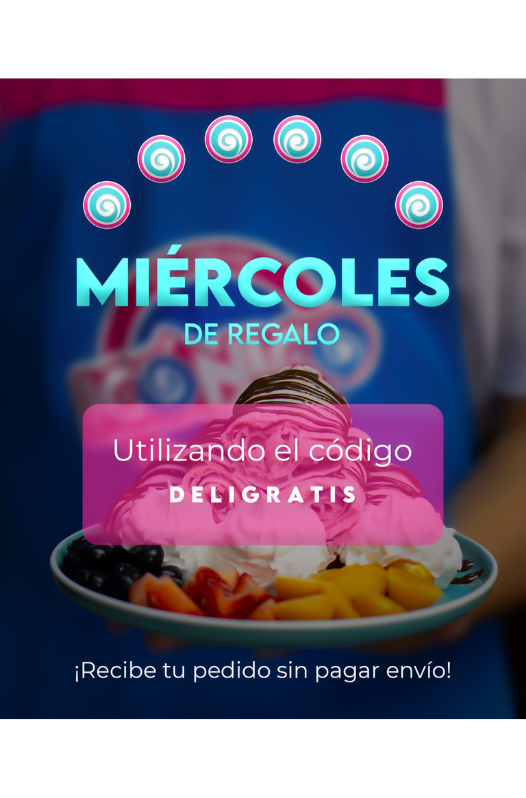 MIÉRCOLES
DE REGALO
Utilizando el código
DELIGRATIS
¡Recibe tu pedido sin pagar envío!